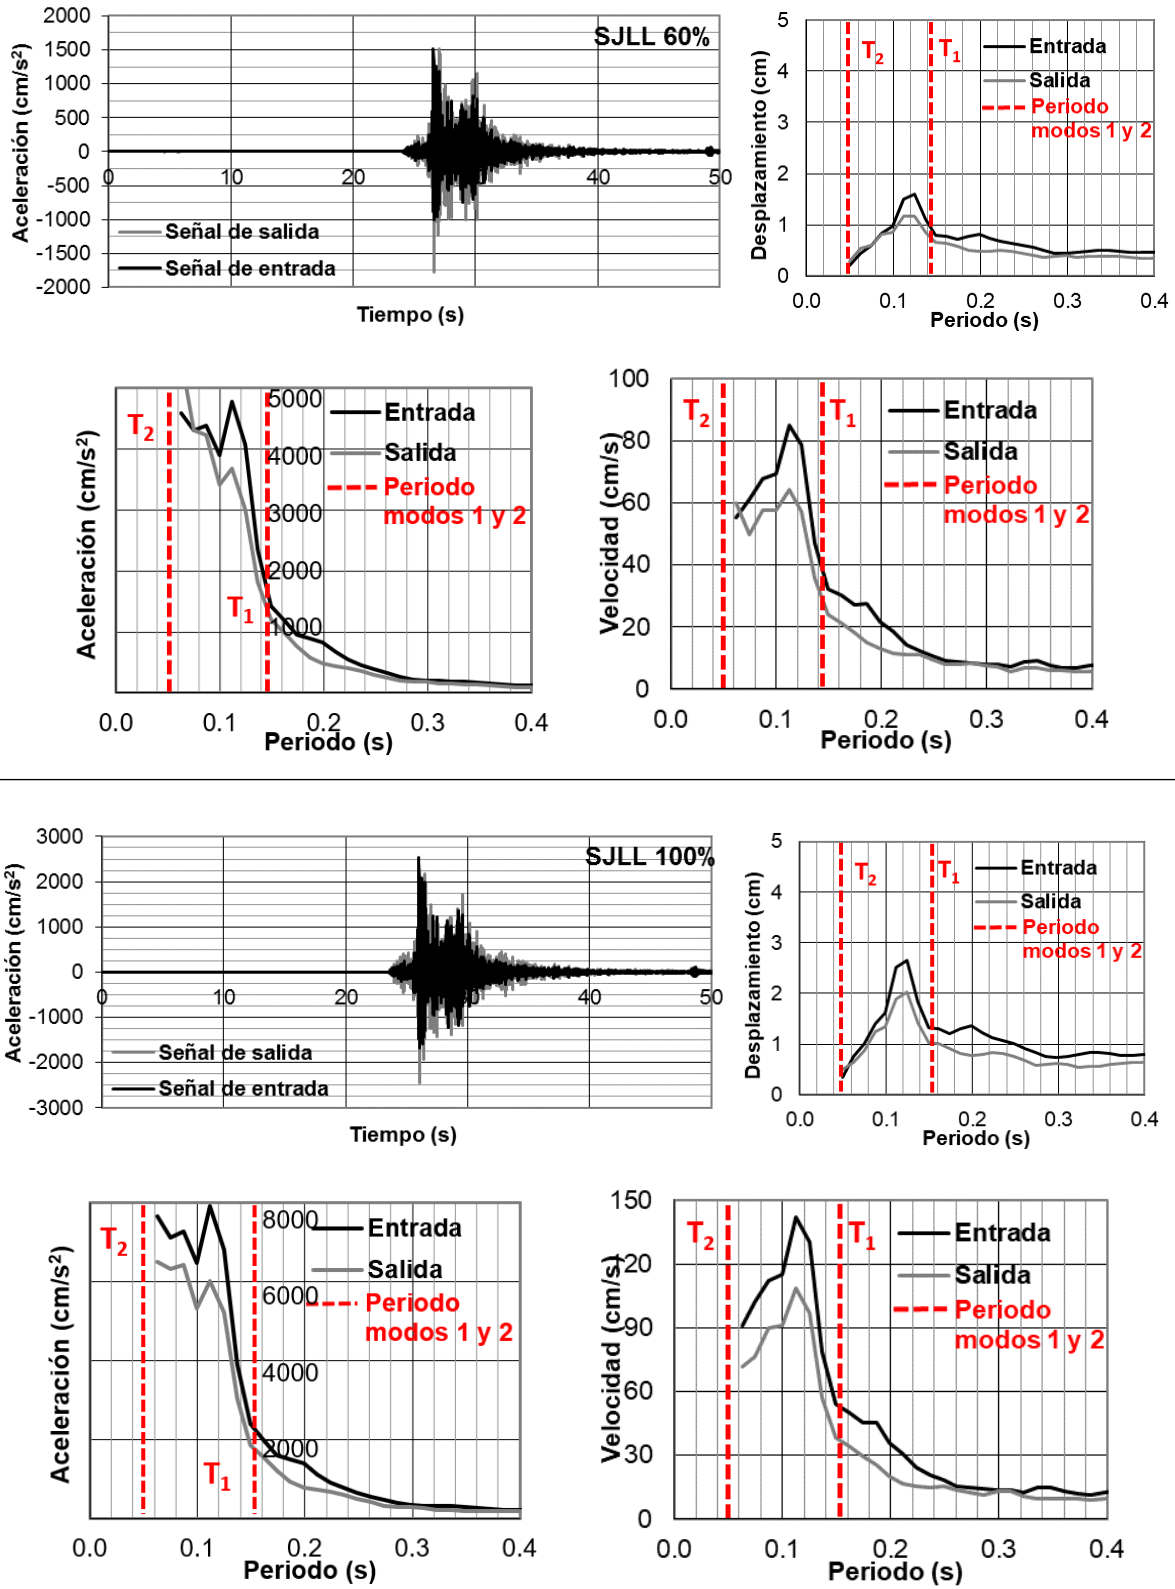 SJLL 60%
Aceleración (cm/s²)
2000
1500
1000
500
0
-500
-1000
-1500
-2000
0 10 20 30 40 50
Señal de salida
Señal de entrada
Tiempo (s)
Desplazamiento (cm)
5
4
3
2
1
0
T2 T1
Entrada
Salida
Periodo
modos 1 y 2
0.0 0.1 0.2 0.3 0.4
Periodo (s)
Aceleración (cm/s²)
5000
4000
3000
2000
1000
T2
T1
Entrada
Salida
Periodo
modos 1 y 2
0.0 0.1 0.2 0.3 0.4
Periodo (s)
Velocidad (cm/s)
100
80
60
40
20
0
T2 T1
Entrada
Salida
Periodo
modos 1 y 2
0.0 0.1 0.2 0.3 0.4
Periodo (s)
SJLL 100%
Aceleración (cm/s²)
3000
2000
1000
0
-1000
-2000
-3000
0 10 20 30 40 50
Señal de salida
Señal de entrada
Tiempo (s)
Desplazamiento (cm)
5
4
3
2
1
0
T2 T1
Entrada
Salida
Periodo
modos 1 y 2
0.0 0.1 0.2 0.3 0.4
Periodo (s)
Aceleración (cm/s²)
8000
6000
4000
2000
T2
T1
Entrada
Salida
Periodo
modos 1 y 2
0.0 0.1 0.2 0.3 0.4
Periodo (s)
Velocidad (cm/s)
150
120
90
60
30
0
T2 T1
Entrada
Salida
Periodo
modos 1 y 2
0.0 0.1 0.2 0.3 0.4
Periodo (s)